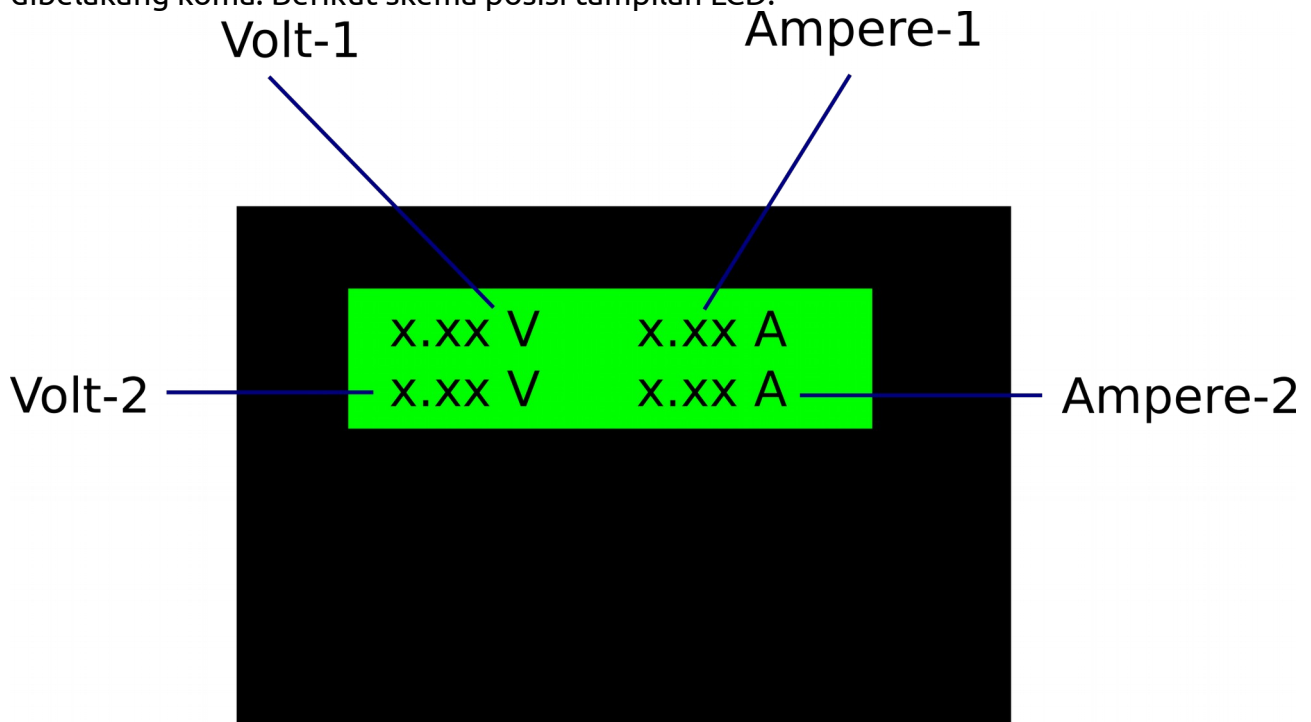 dibelakang koma. Berikut skema posisi tampilan LCD.
Volt-1 Ampere-1
x.xx V x.xx A
Volt-2 x.xx V x.xx A Ampere-2